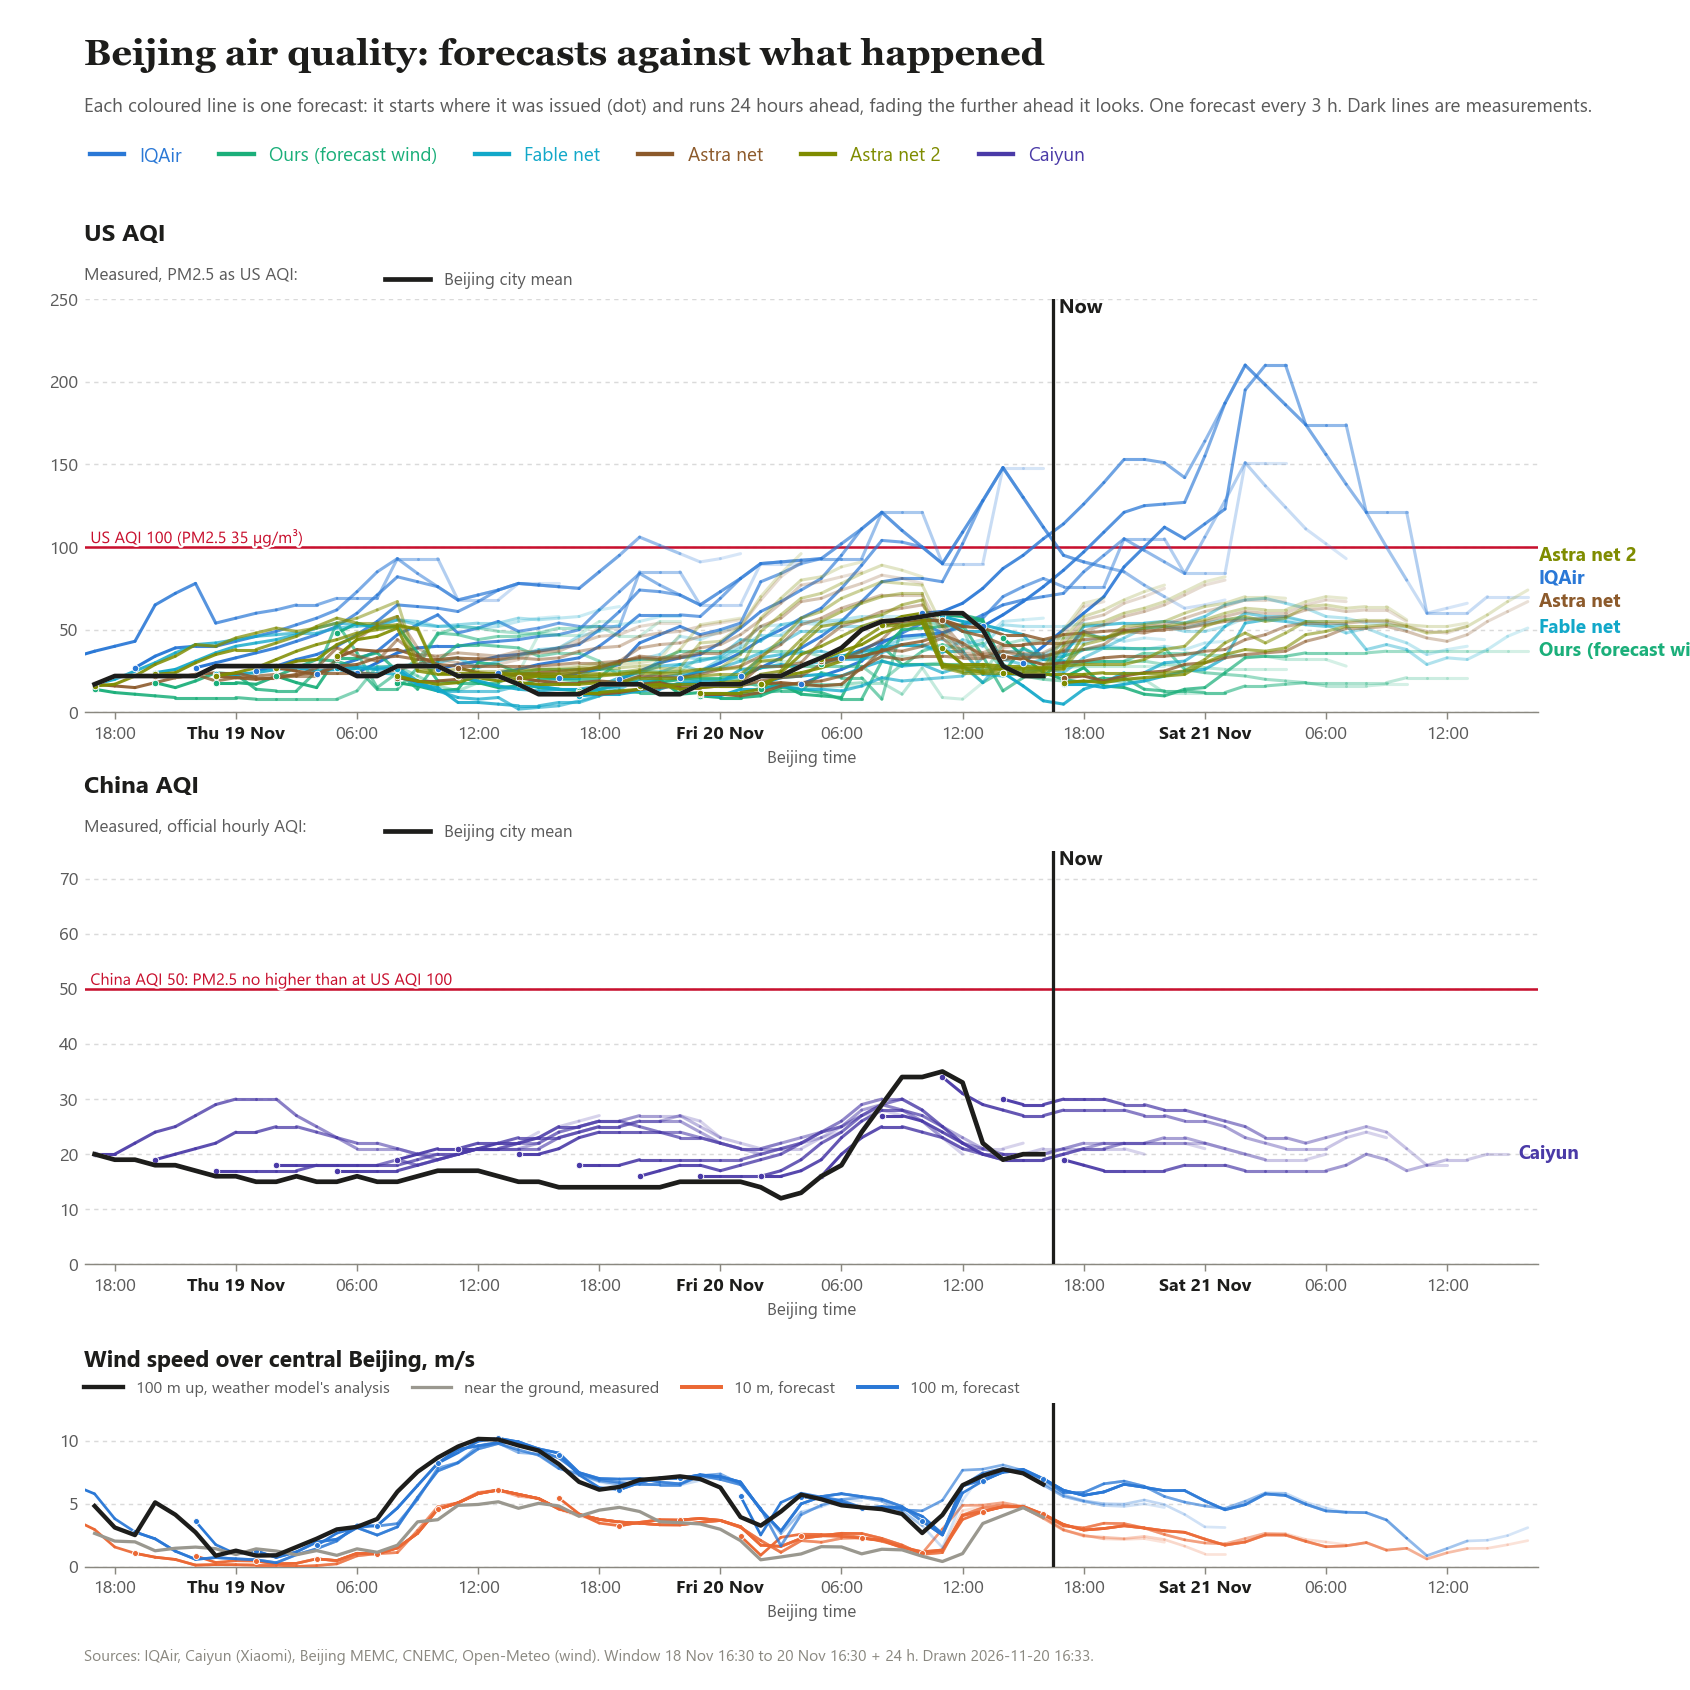 Beijing air quality: forecasts against what happened
Each coloured line is one forecast: it starts where it was issued (dot) and runs 24 hours ahead, fading the further ahead it looks. One forecast every 3 h. Dark lines are measurements.
IQAir Ours (forecast wind) Fable net Astra net Astra net 2 Caiyun
US AQI
Measured, PM2.5 as US AQI: Beijing city mean
250
Now
200
150
US AQI 100 (PM2.5 35 µg/m³)
100
Astra net 2
IQAir
Astra net
50
Fable net
Ours (forecast wi
0
18:00 Thu 19 Nov 06:00 12:00 18:00 Fri 20 Nov 06:00 12:00 18:00 Sat 21 Nov 06:00 12:00
Beijing time
China AQI
Measured, official hourly AQI: Beijing city mean
Now
70
60
China AQI 50: PM2.5 no higher than at US AQI 100
50
40
30
20
Caiyun
10
0
18:00 Thu 19 Nov 06:00 12:00 18:00 Fri 20 Nov 06:00 12:00 18:00 Sat 21 Nov 06:00 12:00
Beijing time
Wind speed over central Beijing, m/s
100 m up, weather model's analysis near the ground, measured 10 m, forecast 100 m, forecast
10
5
0
18:00 Thu 19 Nov 06:00 12:00 18:00 Fri 20 Nov 06:00 12:00 18:00 Sat 21 Nov 06:00 12:00
Beijing time
Sources: IQAir, Caiyun (Xiaomi), Beijing MEMC, CNEMC, Open-Meteo (wind). Window 18 Nov 16:30 to 20 Nov 16:30 + 24 h. Drawn 2026-11-20 16:33.